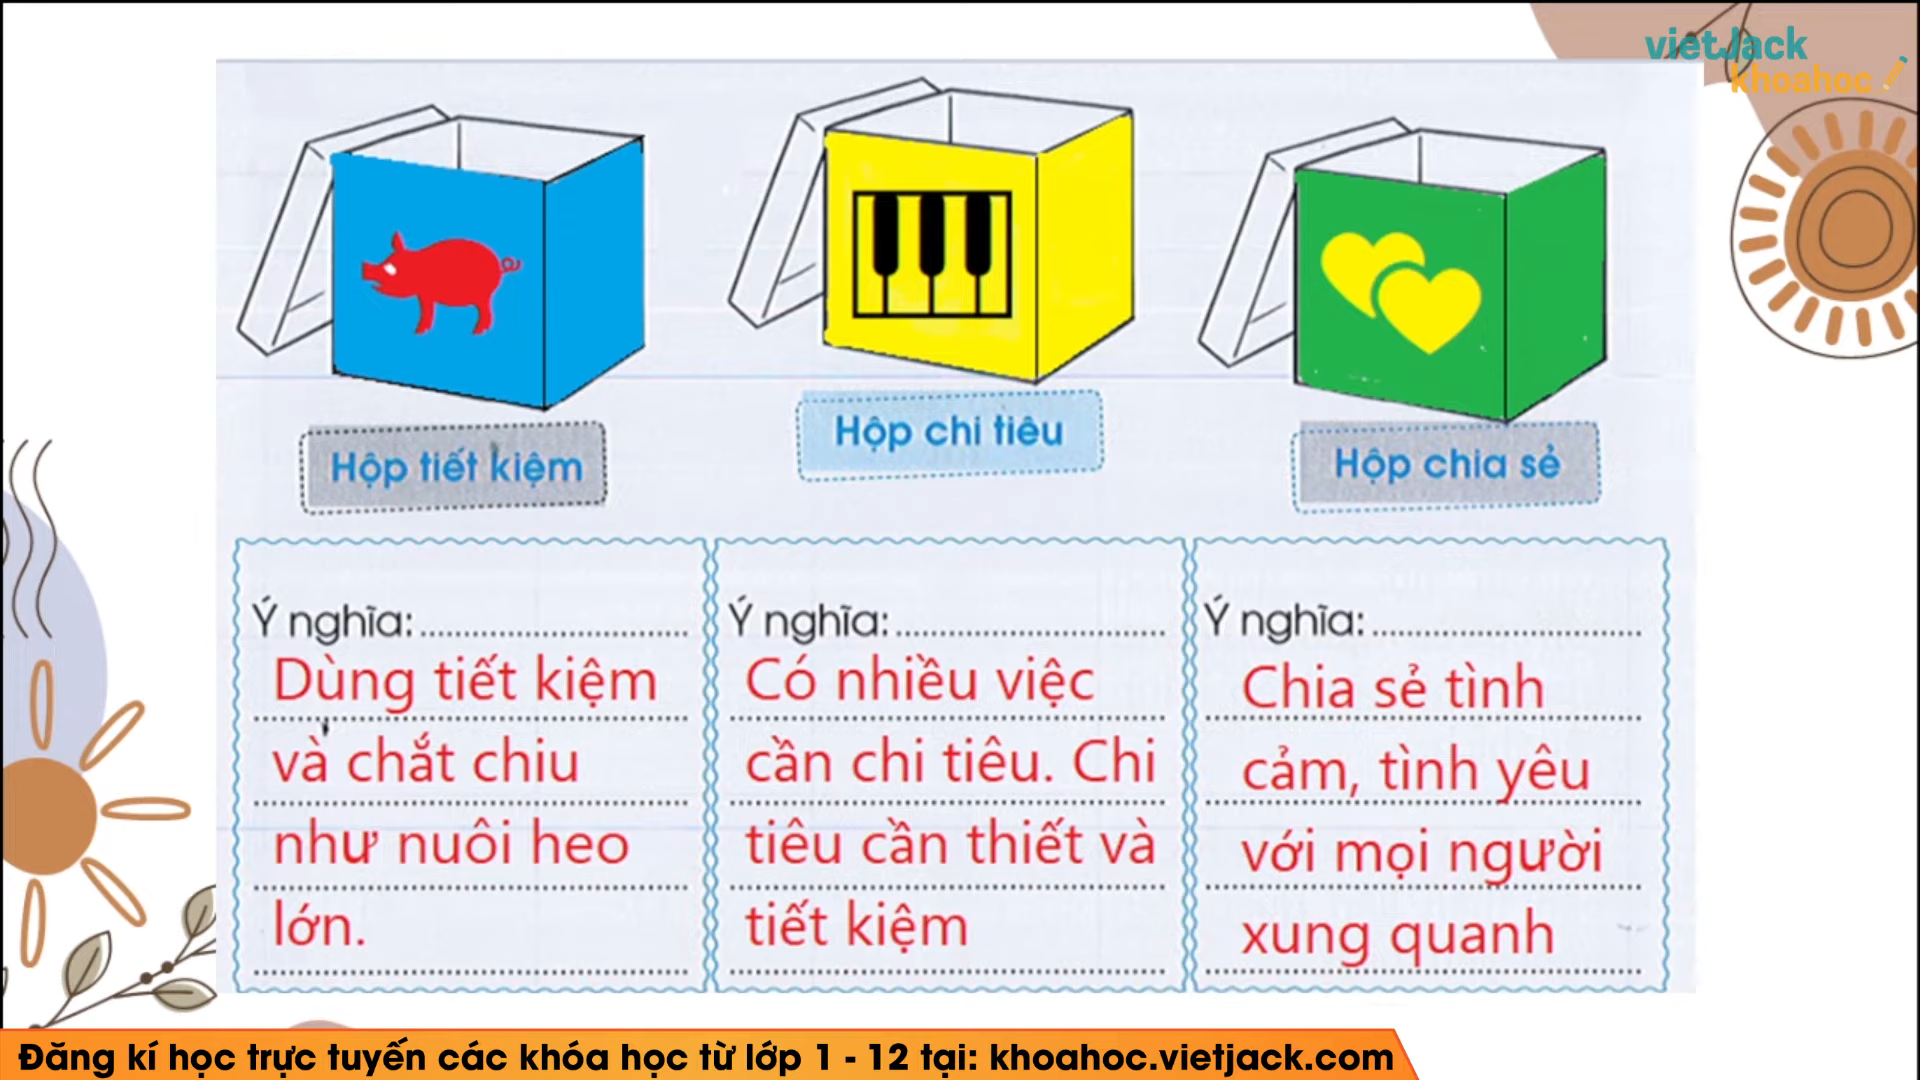 vietJack
khoahoc
Hộp tiết kiệm
Hộp chi tiêu
Hộp chia sẻ
Ý nghĩa:
Dùng tiết kiệm
và chắt chiu
như nuôi heo
lớn.
Ý nghĩa:
Có nhiều việc
cần chi tiêu. Chi
tiêu cần thiết và
tiết kiệm
Ý nghĩa:
Chia sẻ tình
cảm, tình yêu
với mọi người
xung quanh
Đăng kí học trực tuyến các khóa học từ lớp 1 - 12 tại: khoahoc.vietjack.com